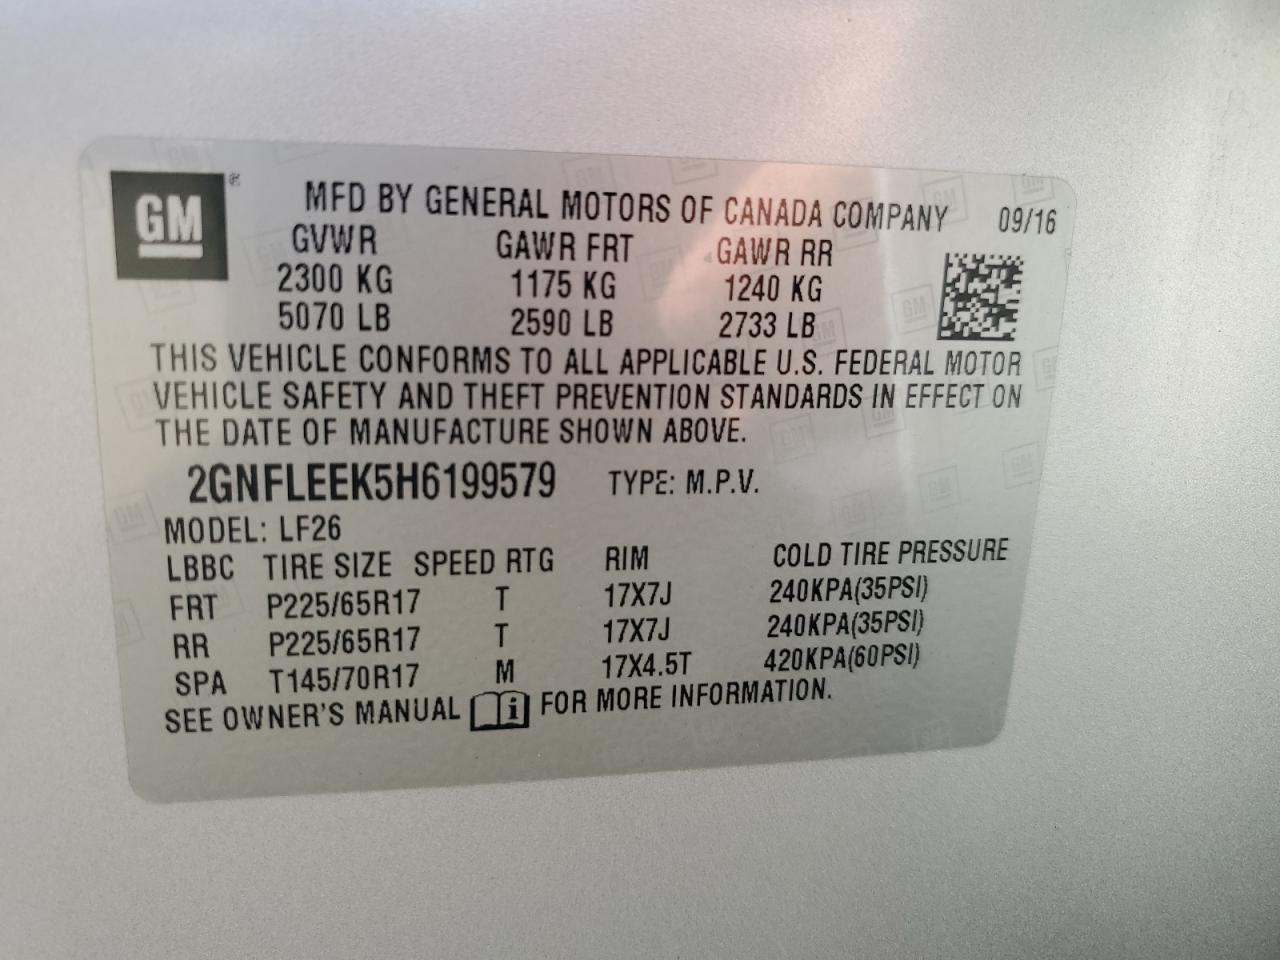 GM®
MFD BY GENERAL MOTORS OF CANADA COMPANY 09/16
GVWR GAWR FRT GAWR RR
2300 KG 1175 KG 1240 KG
5070 LB 2590 LB 2733 LB
THIS VEHICLE CONFORMS TO ALL APPLICABLE U.S. FEDERAL MOTOR
VEHICLE SAFETY AND THEFT PREVENTION STANDARDS IN EFFECT ON
THE DATE OF MANUFACTURE SHOWN ABOVE.
2GNFLEEK5H6199579 TYPE: M.P.V.
MODEL: LF26
LBBC TIRE SIZE SPEED RTG RIM COLD TIRE PRESSURE
FRT P225/65R17 T 17X7J 240KPA(35PSI)
RR P225/65R17 T 17X7J 240KPA(35PSI)
SPA T145/70R17 M 17X4.5T 420KPA(60PSI)
SEE OWNER'S MANUAL i FOR MORE INFORMATION.